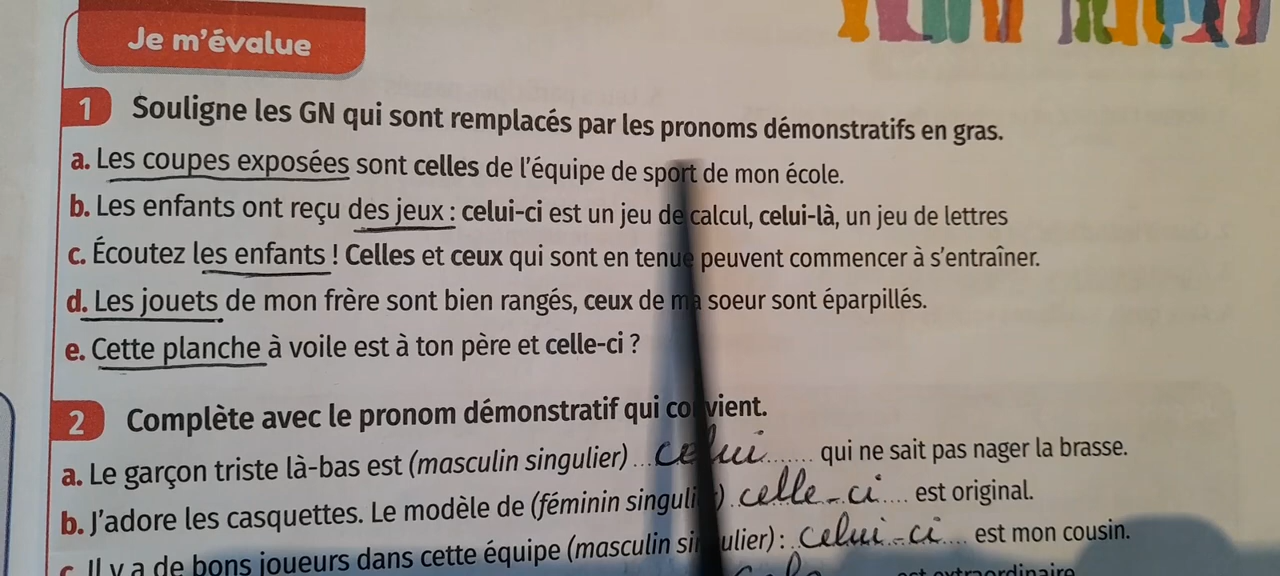 Je m'évalue
1 Souligne les GN qui sont remplacés par les pronoms démonstratifs en gras.
a. Les coupes exposées sont celles de l'équipe de sport de mon école.
b. Les enfants ont reçu des jeux : celui-ci est un jeu de calcul, celui-là, un jeu de lettres
c. Écoutez les enfants ! Celles et ceux qui sont en tenue peuvent commencer à s'entraîner.
d. Les jouets de mon frère sont bien rangés, ceux de ma soeur sont éparpillés.
e. Cette planche à voile est à ton père et celle-ci ?
2 Complète avec le pronom démonstratif qui convient.
a. Le garçon triste là-bas est (masculin singulier) celui qui ne sait pas nager la brasse.
b. J'adore les casquettes. Le modèle de (féminin singulier) celle-ci est original.
c. Il y a de bons joueurs dans cette équipe (masculin singulier) : celui-ci est mon cousin.
est extraordinaire